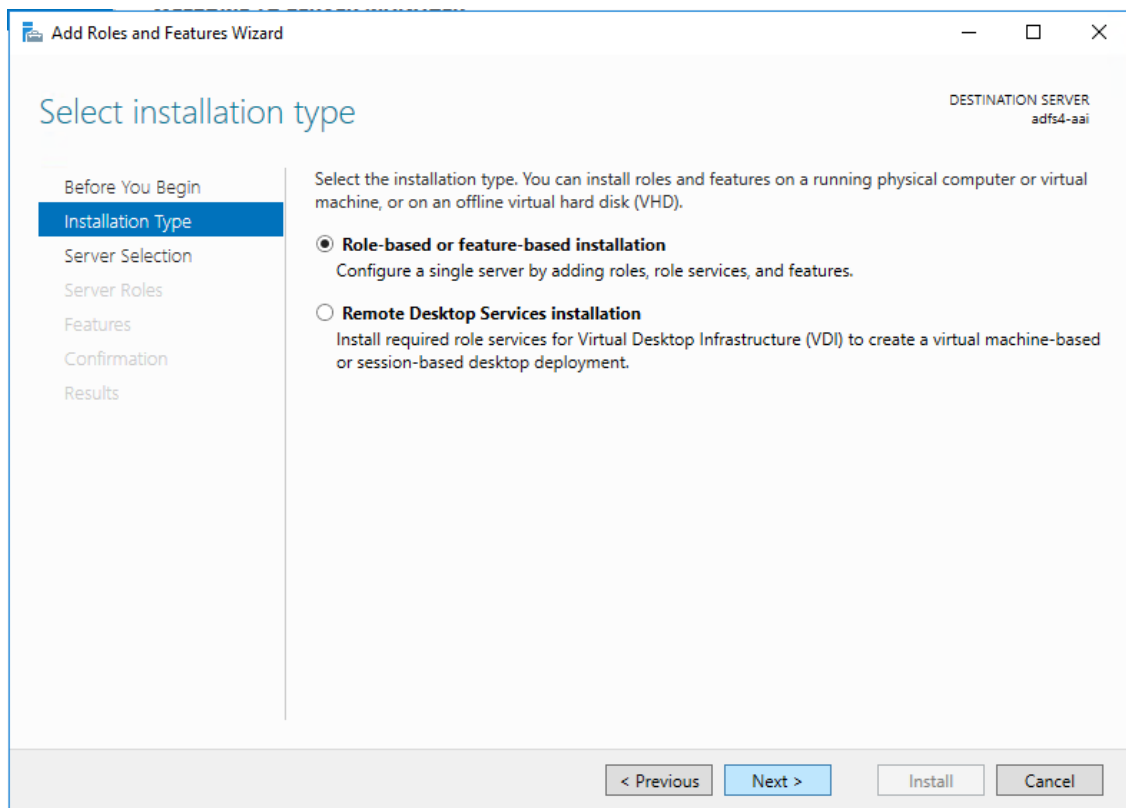 Add Roles and Features Wizard
Select installation type
DESTINATION SERVER
adfs4-aai
Before You Begin
Installation Type
Server Selection
Server Roles
Features
Confirmation
Results
Select the installation type. You can install roles and features on a running physical computer or virtual
machine, or on an offline virtual hard disk (VHD).
Role-based or feature-based installation
Configure a single server by adding roles, role services, and features.
Remote Desktop Services installation
Install required role services for Virtual Desktop Infrastructure (VDI) to create a virtual machine-based
or session-based desktop deployment.
< Previous
Next >
Install
Cancel